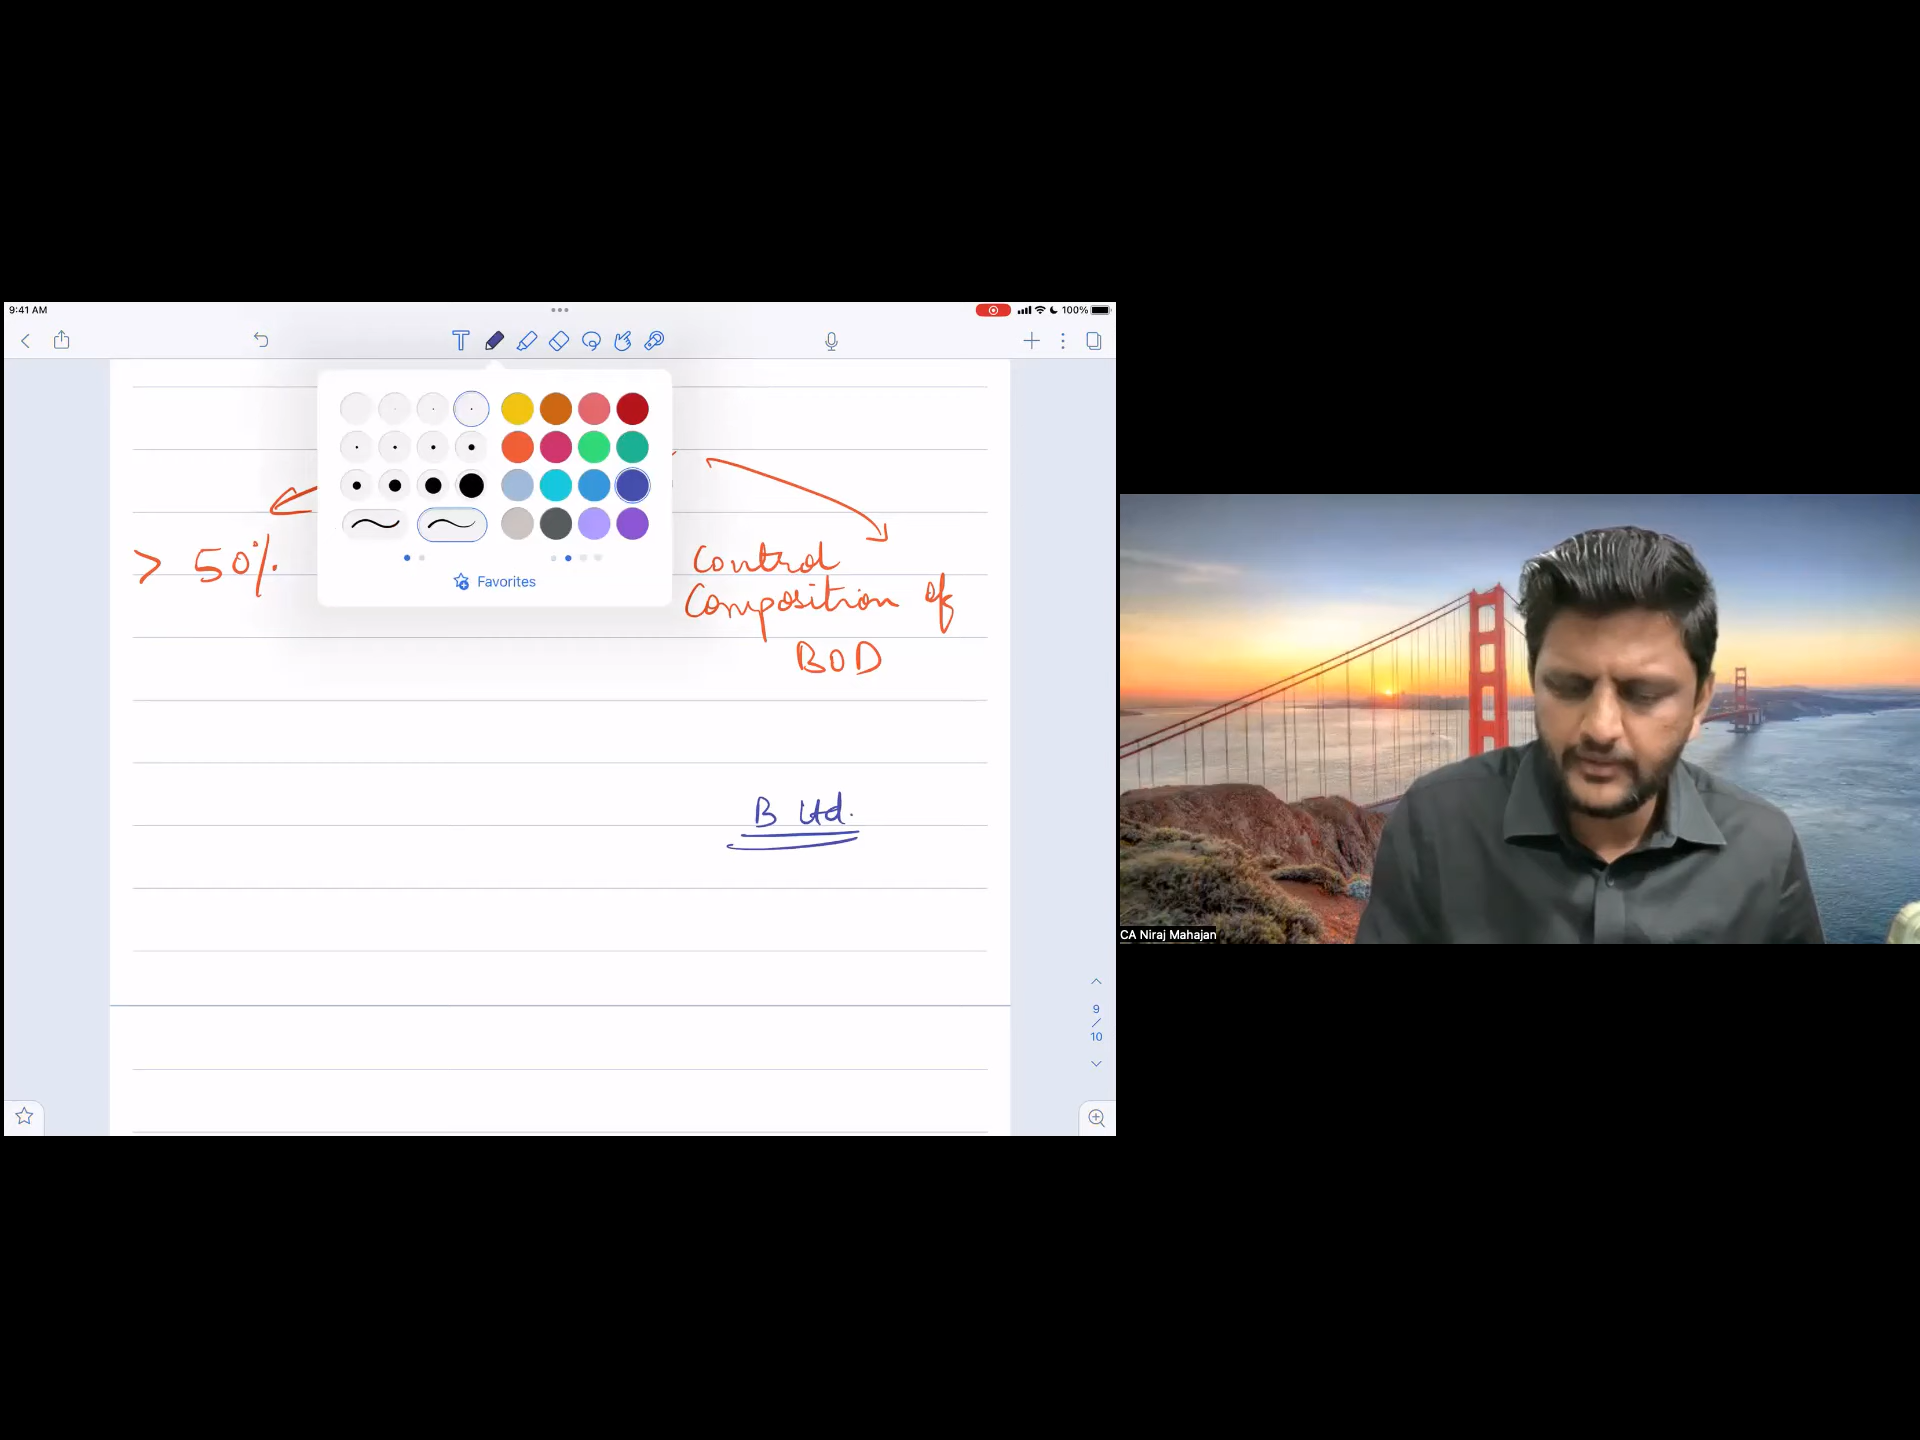 9:41 AM
100%
T
> 50%
Control
Composition of
BOD
Favorites
B Ltd.
9
/
10
CA Niraj Mahajan